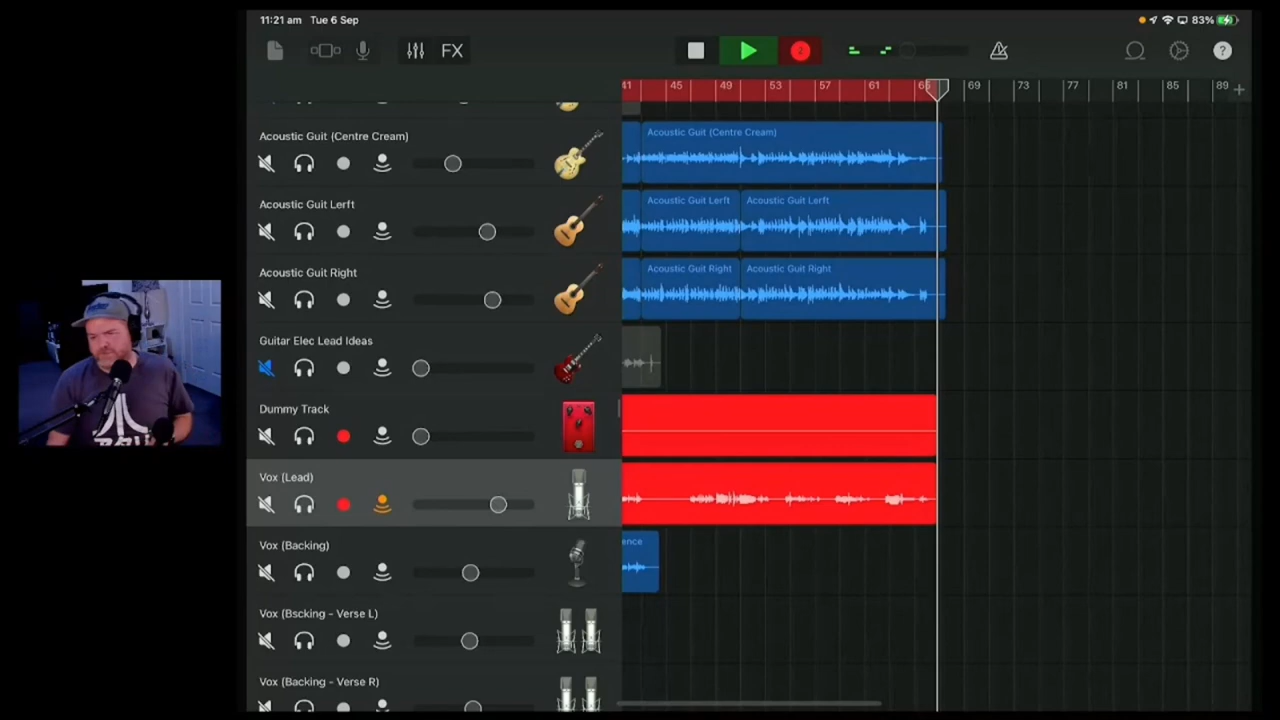 11:21 am Tue 6 Sep
83%
FX
2
?
41 45 49 53 57 61 65 69 73 77 81 85 89 +
Acoustic Guit (Centre Cream)
Acoustic Guit (Centre Cream)
Acoustic Guit Lerft
Acoustic Guit Lerft
Acoustic Guit Lerft
Acoustic Guit Right
Acoustic Guit Right
Acoustic Guit Right
Guitar Elec Lead Ideas
Dummy Track
Vox (Lead)
Vox (Backing)
ence
Vox (Bscking - Verse L)
Vox (Backing - Verse R)